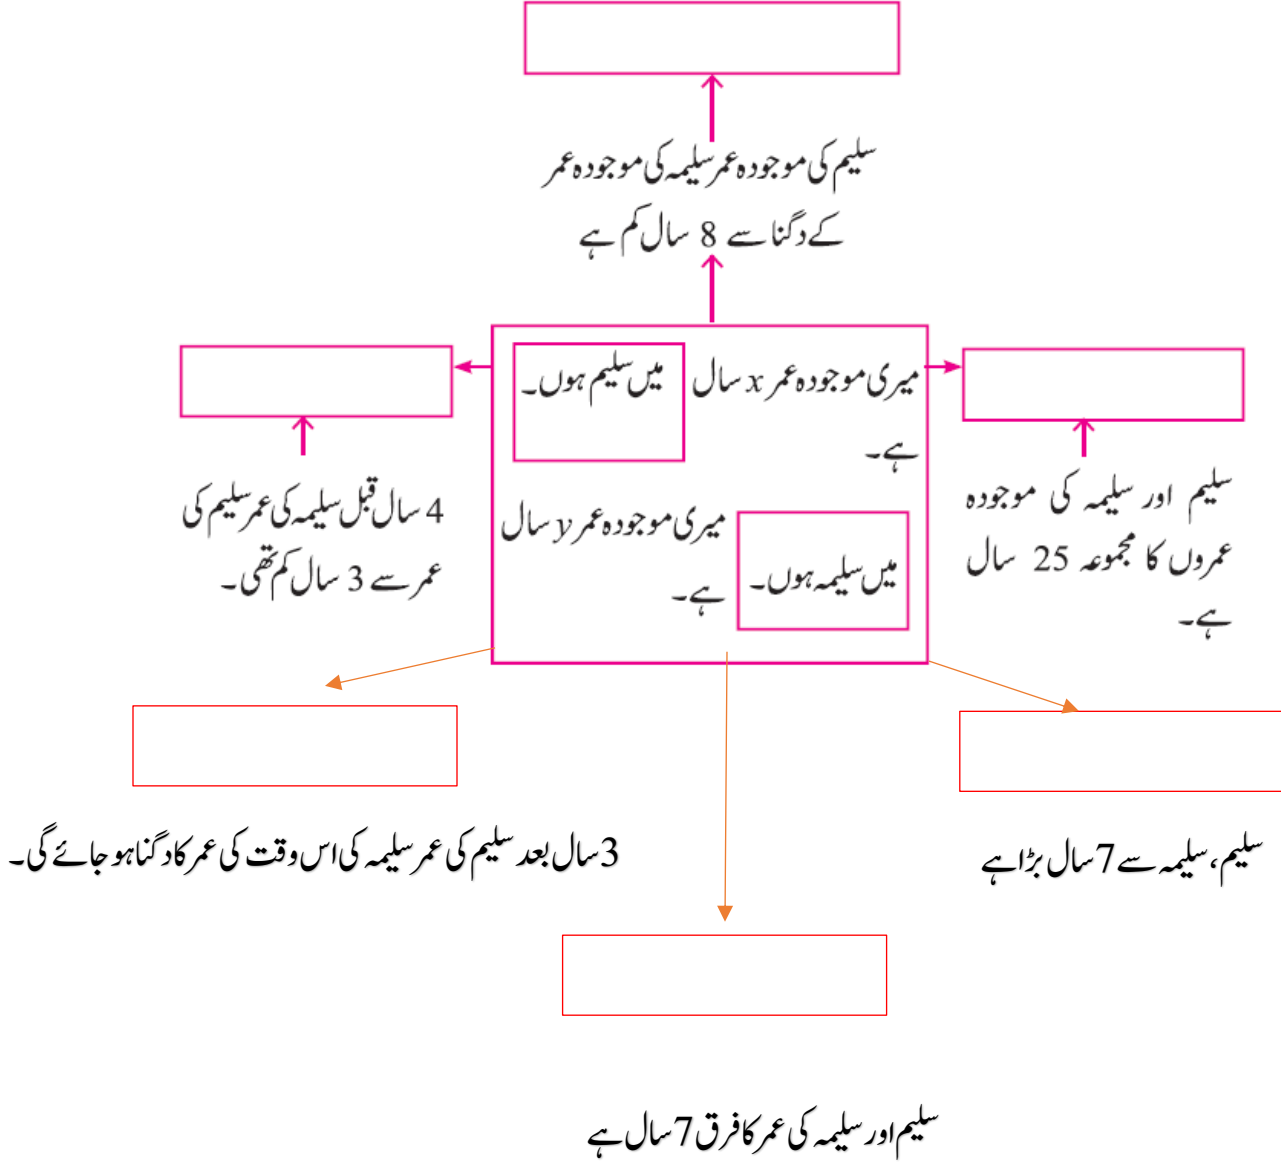 سلیم کی موجودہ عمر سلیمہ کی موجودہ عمر
کے دگنا سے 8 سال کم ہے
میری موجودہ عمر x سال
ہے۔
میں سلیم ہوں۔
میری موجودہ عمر y سال
ہے۔
میں سلیمہ ہوں۔
سلیم اور سلیمہ کی موجودہ
عمروں کا مجموعہ 25 سال
ہے۔
4 سال قبل سلیمہ کی عمر سلیم کی
عمر سے 3 سال کم تھی۔
سلیم، سلیمہ سے 7 سال بڑا ہے
3 سال بعد سلیم کی عمر سلیمہ کی اس وقت کی عمر کا دگنا ہو جائے گی۔
سلیم اور سلیمہ کی عمر کا فرق 7 سال ہے